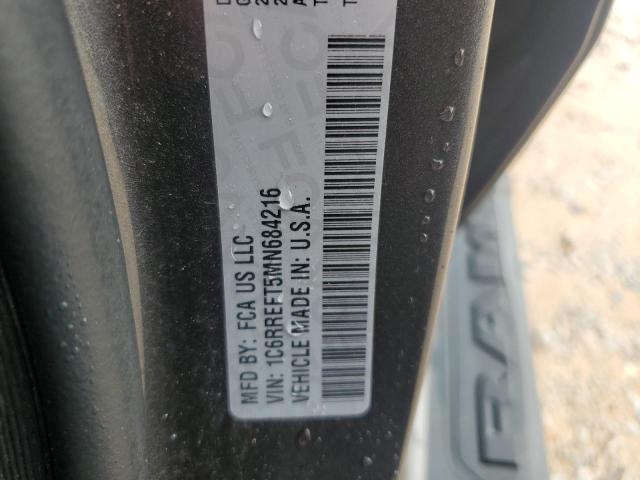 MFD BY: FCA US LLC
VIN: 1C6RREFT5MN684216
VEHICLE MADE IN: U.S.A.
RAM